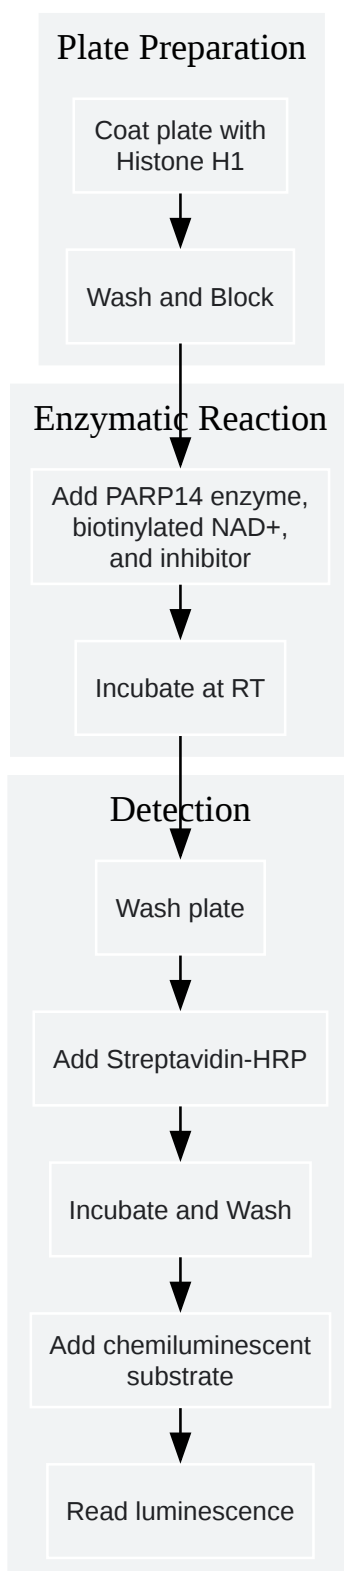 Plate Preparation
Coat plate with
Histone H1
Wash and Block
Enzymatic Reaction
Add PARP14 enzyme,
biotinylated NAD+,
and inhibitor
Incubate at RT
Detection
Wash plate
Add Streptavidin-HRP
Incubate and Wash
Add chemiluminescent
substrate
Read luminescence